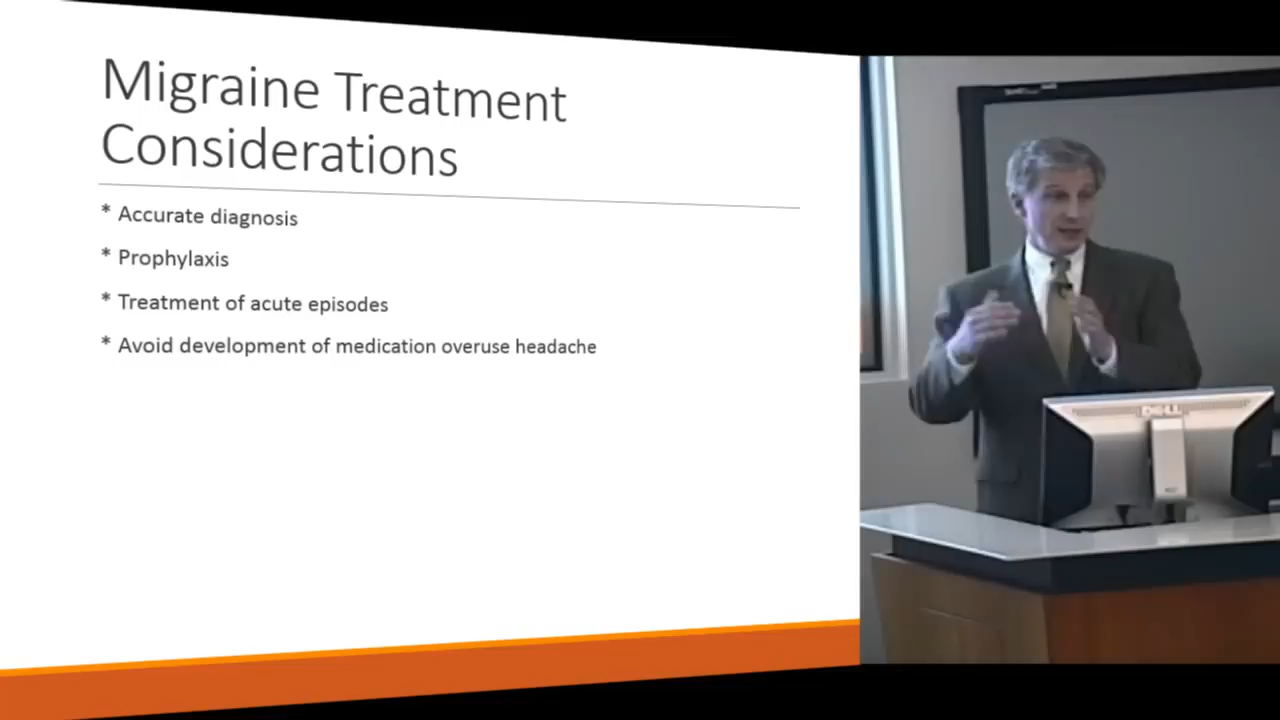 Migraine Treatment
Considerations
* Accurate diagnosis
* Prophylaxis
* Treatment of acute episodes
* Avoid development of medication overuse headache
DELL